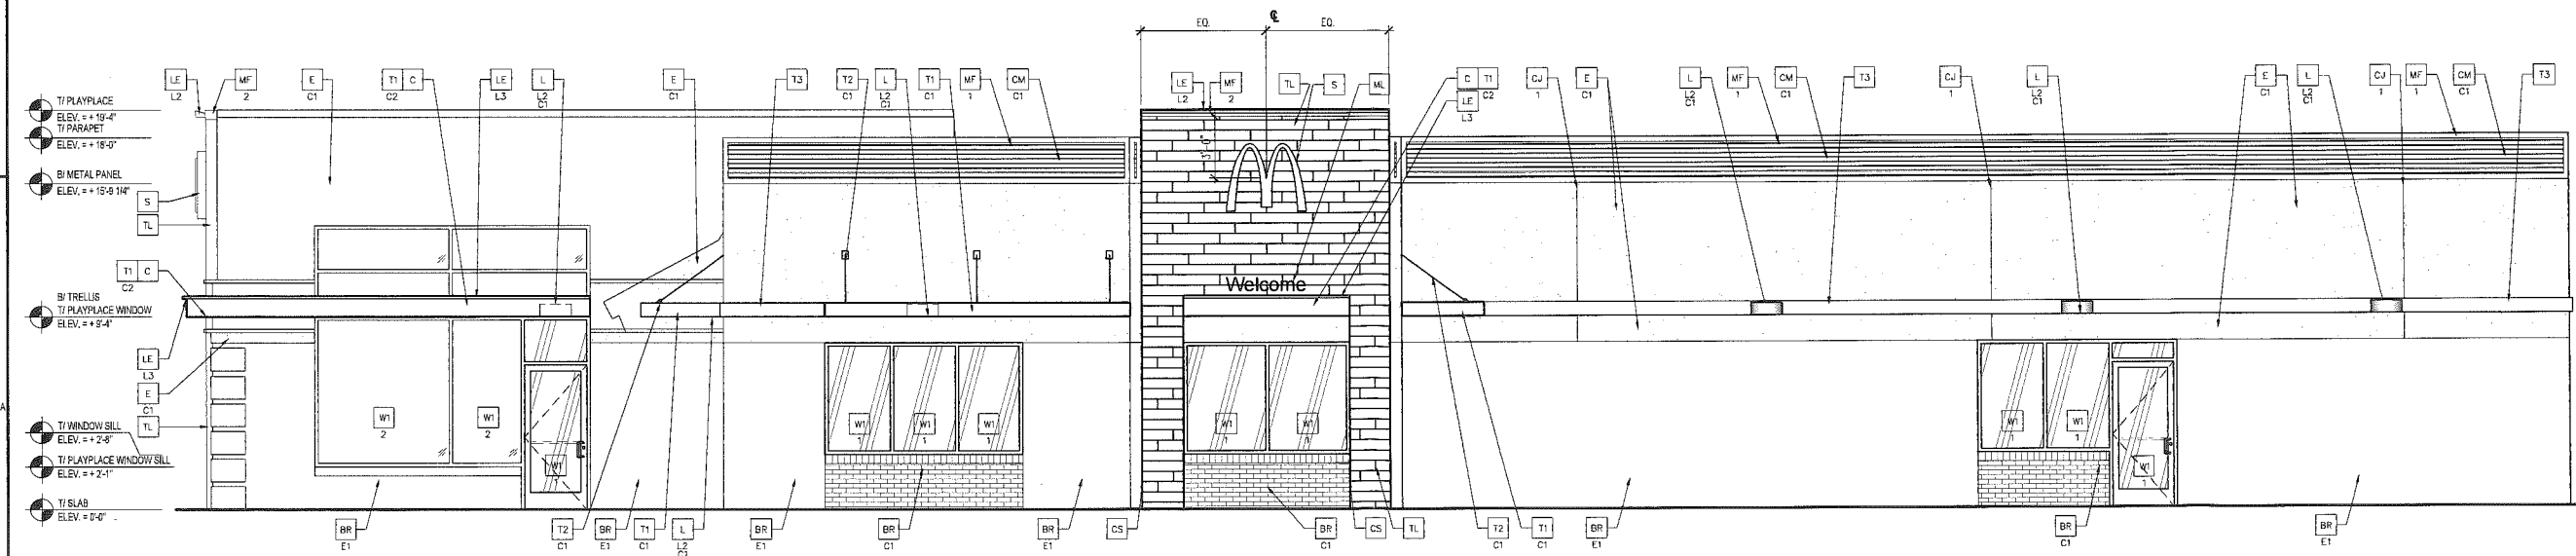 EQ. ℄ EQ.
LE MF E T1 C LE L E T3 T2 L T1 MF CM LE MF TL S ML C T1 CJ E L MF CM T3 CJ L E L CJ MF CM T3
L2 2 C1 C2 L3 L2 C1 C1 L2 1 C1 L2 2 C2 1 C1 L2 1 C1 1 L2 C1 L2 1 1 C1
C1 C1 C1 C1 C1
LE
L3
T/ PLAYPLACE
ELEV. = + 19'-4"
T/ PARAPET
ELEV. = + 18'-0"
3'-0"
B/ METAL PANEL
ELEV. = + 15'-9 1/4"
S
TL
T1 C
C2
Welcome
B/ TRELLIS
T/ PLAYPLACE WINDOW
ELEV. = + 9'-4"
LE
L3
E
C1
A
TL
W1 W1 W1 W1 W1 W1 W1 W1 W1
2 2 1 1 1 1 1 1 1
T/ WINDOW SILL
ELEV. = + 2'-8"
W1 W1
1 1
T/ PLAYPLACE WINDOW SILL
ELEV. = + 2'-1"
T/ SLAB
ELEV. = 0'-0"
BR T2 BR T1 L BR BR BR CS BR CS TL T2 T1 BR BR BR
E1 C1 E1 C1 L2 E1 C1 E1 C1 C1 C1 E1 C1 E1
C1